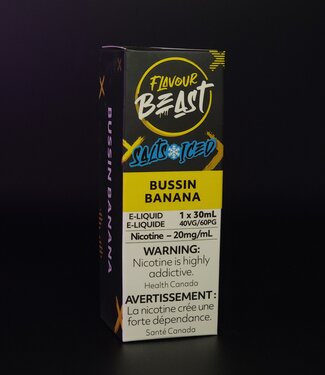 FLAVOUR
BEAST
SALTS ICED
BUSSIN
BANANA
E-LIQUID 1 x 30mL
E-LIQUIDE 40VG/60PG
Nicotine – 20mg/mL
WARNING:
Nicotine is highly
addictive.
Health Canada
AVERTISSEMENT :
La nicotine crée une
forte dépendance.
Santé Canada
BUSSIN BANANA